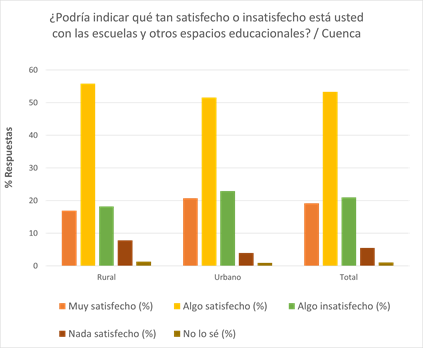 ¿Podría indicar qué tan satisfecho o insatisfecho está usted
con las escuelas y otros espacios educacionales? / Cuenca
% Respuestas
60
50
40
30
20
10
0
Rural Urbano Total
Muy satisfecho (%) Algo satisfecho (%) Algo insatisfecho (%)
Nada satisfecho (%) No lo sé (%)